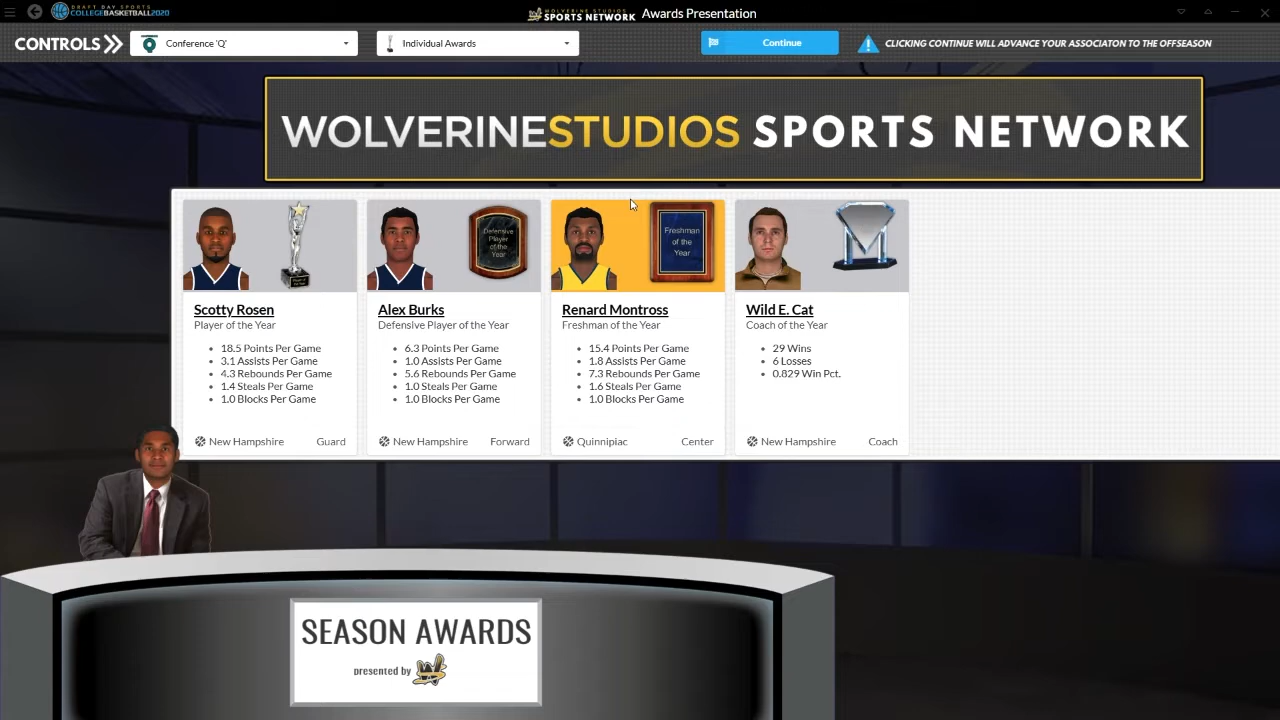 DRAFT DAY SPORTS
COLLEGEBASKETBALL2020
WOLVERINE STUDIOS
SPORTS NETWORK
Awards Presentation
CONTROLS
Conference 'Q'
Individual Awards
Continue
CLICKING CONTINUE WILL ADVANCE YOUR ASSOCIATON TO THE OFFSEASON
WOLVERINESTUDIOS SPORTS NETWORK
Scotty Rosen
Player of the Year
• 18.5 Points Per Game
• 3.1 Assists Per Game
• 4.3 Rebounds Per Game
• 1.4 Steals Per Game
• 1.0 Blocks Per Game
New Hampshire Guard
Defensive
Player
of the
Year
Alex Burks
Defensive Player of the Year
• 6.3 Points Per Game
• 1.0 Assists Per Game
• 5.6 Rebounds Per Game
• 1.0 Steals Per Game
• 1.0 Blocks Per Game
New Hampshire Forward
Freshman
of the
Year
Renard Montross
Freshman of the Year
• 15.4 Points Per Game
• 1.8 Assists Per Game
• 7.3 Rebounds Per Game
• 1.6 Steals Per Game
• 1.0 Blocks Per Game
Quinnipiac Center
Wild E. Cat
Coach of the Year
• 29 Wins
• 6 Losses
• 0.829 Win Pct.
New Hampshire Coach
SEASON AWARDS
presented by